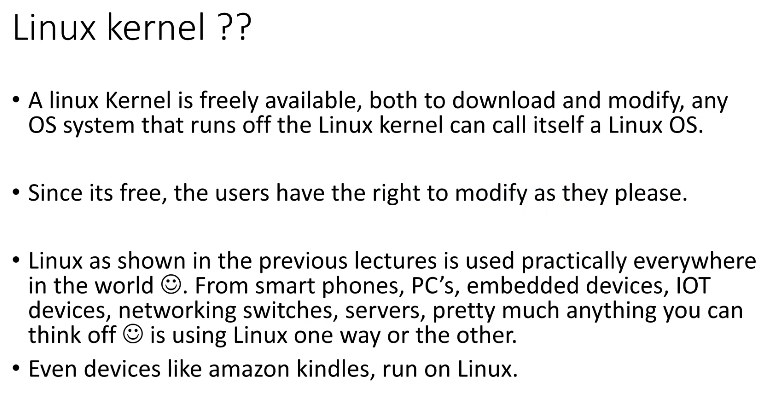 Linux kernel ??
• A linux Kernel is freely available, both to download and modify, any
OS system that runs off the Linux kernel can call itself a Linux OS.
• Since its free, the users have the right to modify as they please.
• Linux as shown in the previous lectures is used practically everywhere
in the world ☺. From smart phones, PC’s, embedded devices, IOT
devices, networking switches, servers, pretty much anything you can
think off ☺ is using Linux one way or the other.
• Even devices like amazon kindles, run on Linux.